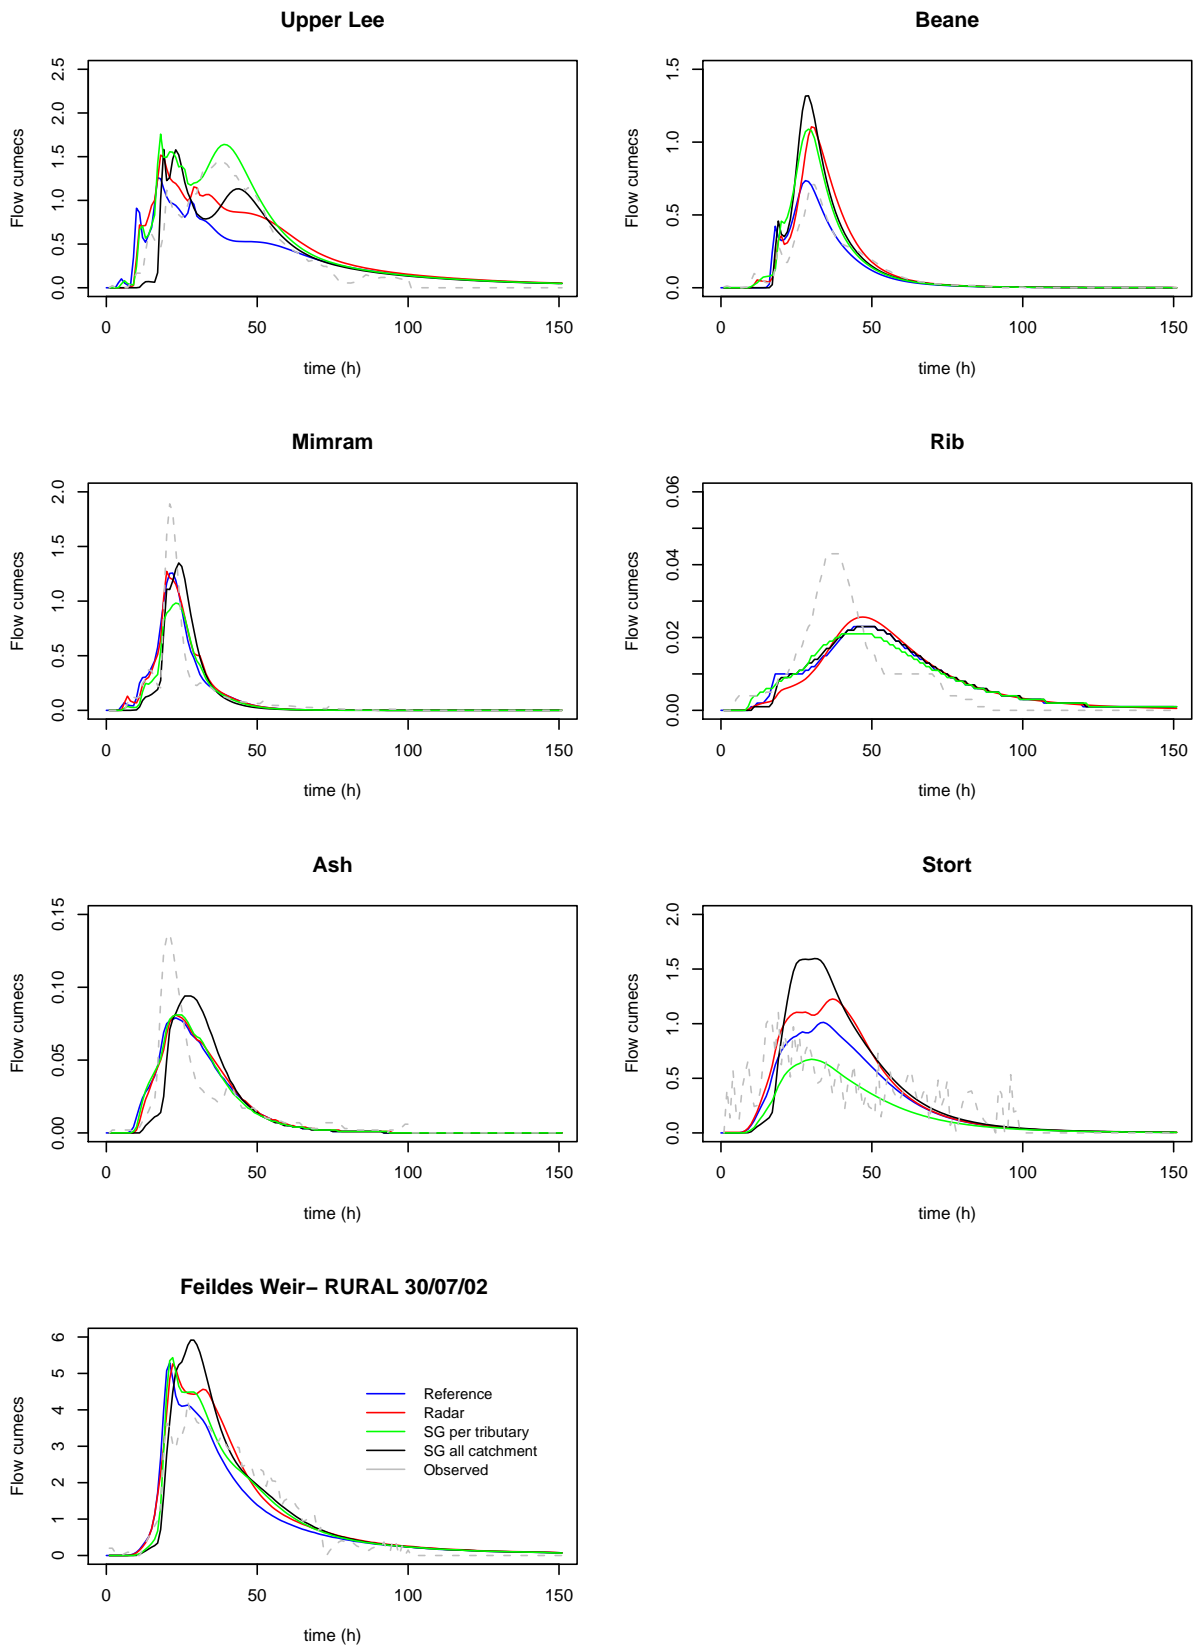 Upper Lee
Flow cumecs
0.0 0.5 1.0 1.5 2.0 2.5
0 50 100 150
time (h)
Beane
Flow cumecs
0.0 0.5 1.0 1.5
0 50 100 150
time (h)
Mimram
Flow cumecs
0.0 0.5 1.0 1.5 2.0
0 50 100 150
time (h)
Rib
Flow cumecs
0.00 0.02 0.04 0.06
0 50 100 150
time (h)
Ash
Flow cumecs
0.00 0.05 0.10 0.15
0 50 100 150
time (h)
Stort
Flow cumecs
0.0 0.5 1.0 1.5 2.0
0 50 100 150
time (h)
Feildes Weir− RURAL 30/07/02
Flow cumecs
0 1 2 3 4 5 6
Reference
Radar
SG per tributary
SG all catchment
Observed
0 50 100 150
time (h)